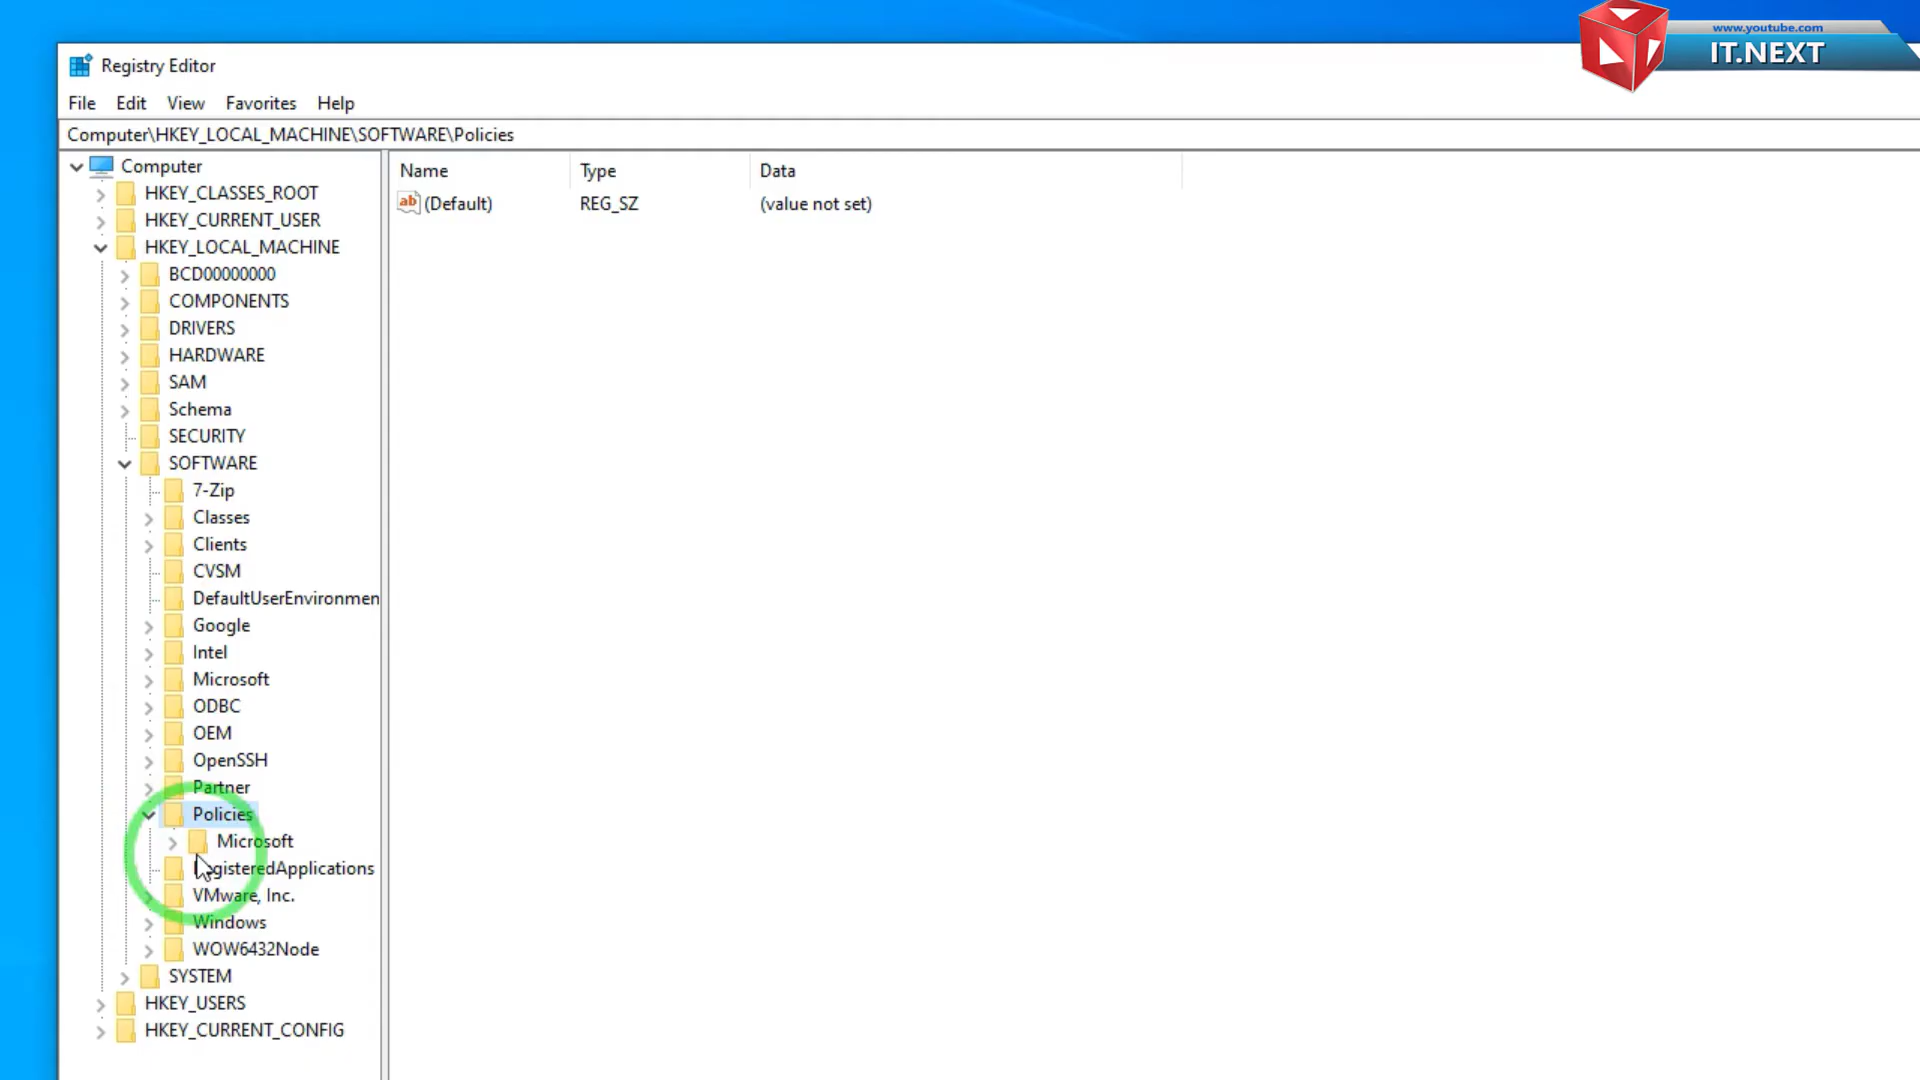 www.youtube.com
IT.NEXT
Registry Editor
File Edit View Favorites Help
Computer\HKEY_LOCAL_MACHINE\SOFTWARE\Policies
Computer
HKEY_CLASSES_ROOT
HKEY_CURRENT_USER
HKEY_LOCAL_MACHINE
BCD00000000
COMPONENTS
DRIVERS
HARDWARE
SAM
Schema
SECURITY
SOFTWARE
7-Zip
Classes
Clients
CVSM
DefaultUserEnvironmen
Google
Intel
Microsoft
ODBC
OEM
OpenSSH
Partner
Policies
Microsoft
RegisteredApplications
VMware, Inc.
Windows
WOW6432Node
SYSTEM
HKEY_USERS
HKEY_CURRENT_CONFIG
Name Type Data
ab (Default) REG_SZ (value not set)